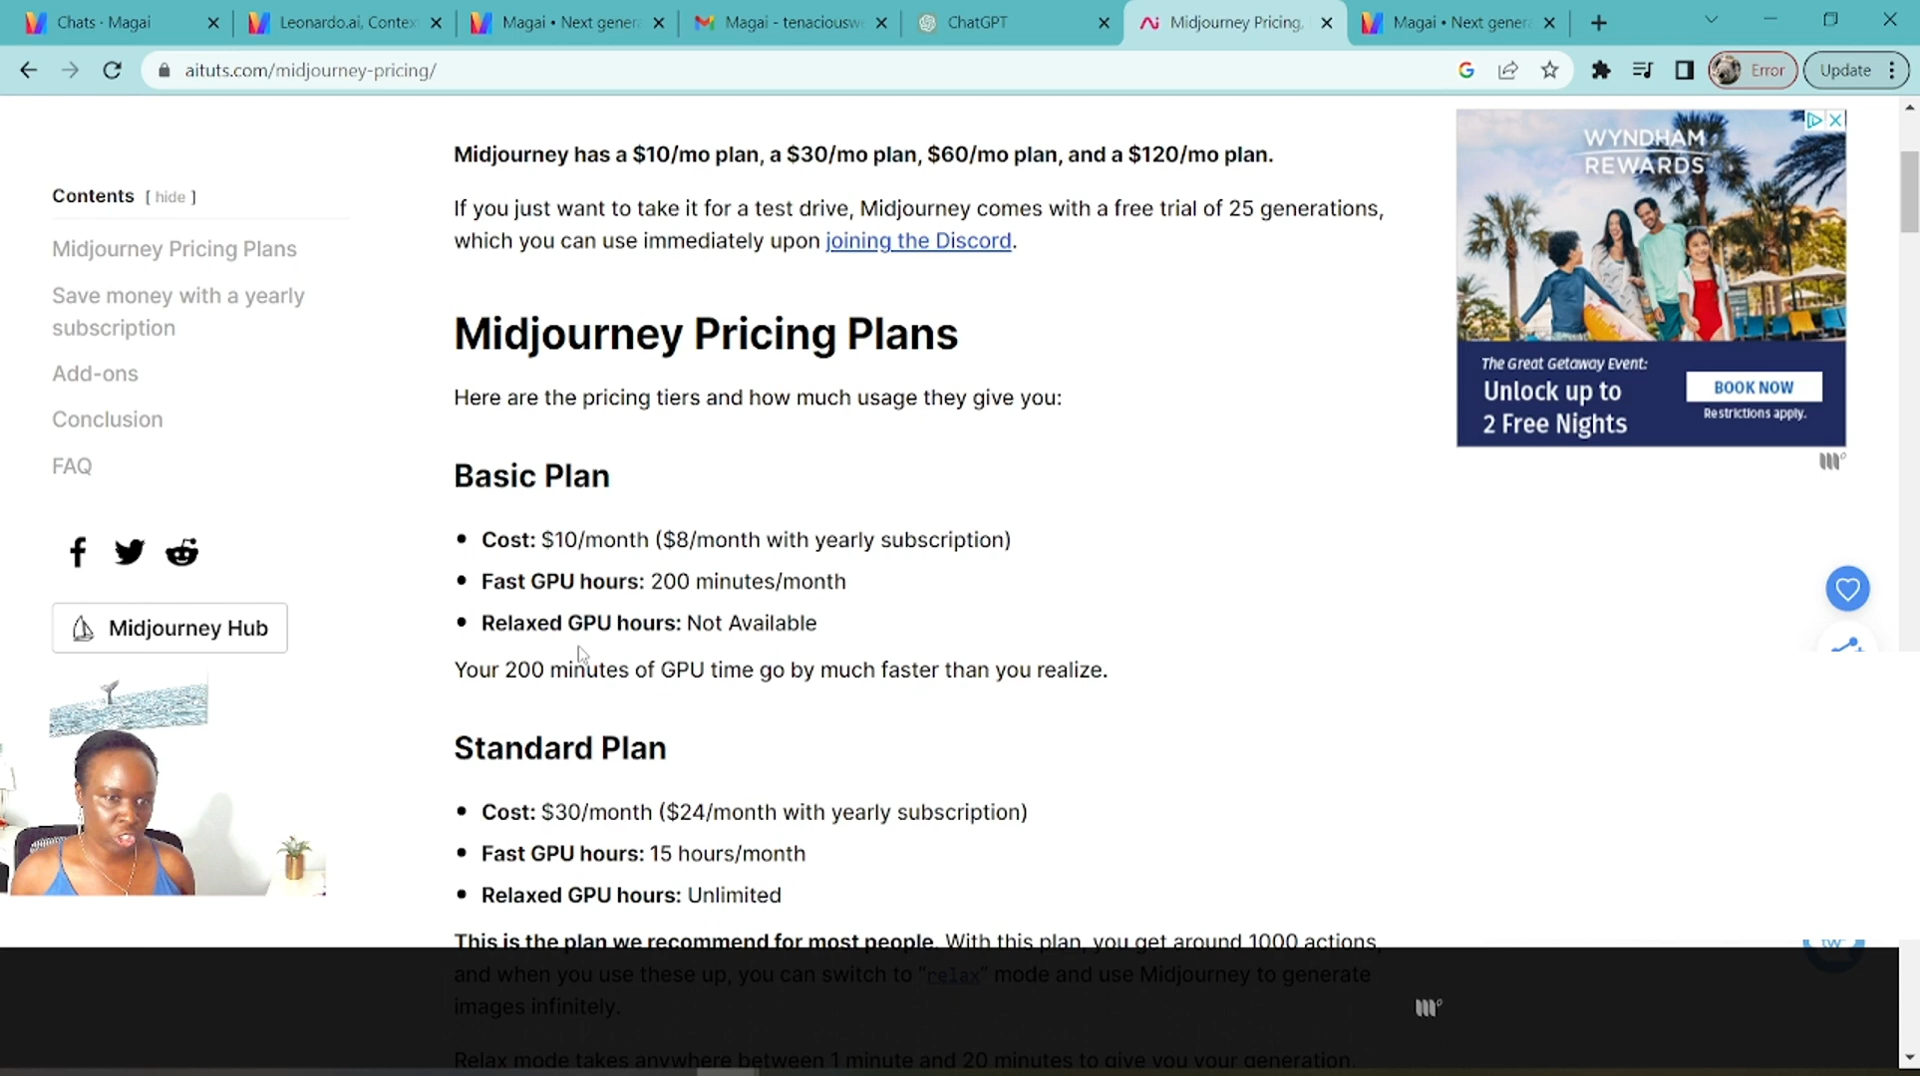 Chats · Magai
Leonardo.ai, Contex
Magai • Next genera
Magai - tenaciousw
ChatGPT
Midjourney Pricing,
Magai • Next genera
aituts.com/midjourney-pricing/
Error
Update
Contents [ hide ]
Midjourney Pricing Plans
Save money with a yearly
subscription
Add-ons
Conclusion
FAQ
Midjourney Hub
Midjourney has a $10/mo plan, a $30/mo plan, $60/mo plan, and a $120/mo plan.
If you just want to take it for a test drive, Midjourney comes with a free trial of 25 generations,
which you can use immediately upon joining the Discord.
Midjourney Pricing Plans
Here are the pricing tiers and how much usage they give you:
Basic Plan
• Cost: $10/month ($8/month with yearly subscription)
• Fast GPU hours: 200 minutes/month
• Relaxed GPU hours: Not Available
Your 200 minutes of GPU time go by much faster than you realize.
Standard Plan
• Cost: $30/month ($24/month with yearly subscription)
• Fast GPU hours: 15 hours/month
• Relaxed GPU hours: Unlimited
This is the plan we recommend for most people. With this plan, you get around 1000 actions,
and when you use these up, you can switch to “relax” mode and use Midjourney to generate
images infinitely.
Relax mode takes anywhere between 1 minute and 20 minutes to give you your generation.
WYNDHAM
REWARDS
The Great Getaway Event:
Unlock up to
2 Free Nights
BOOK NOW
Restrictions apply.